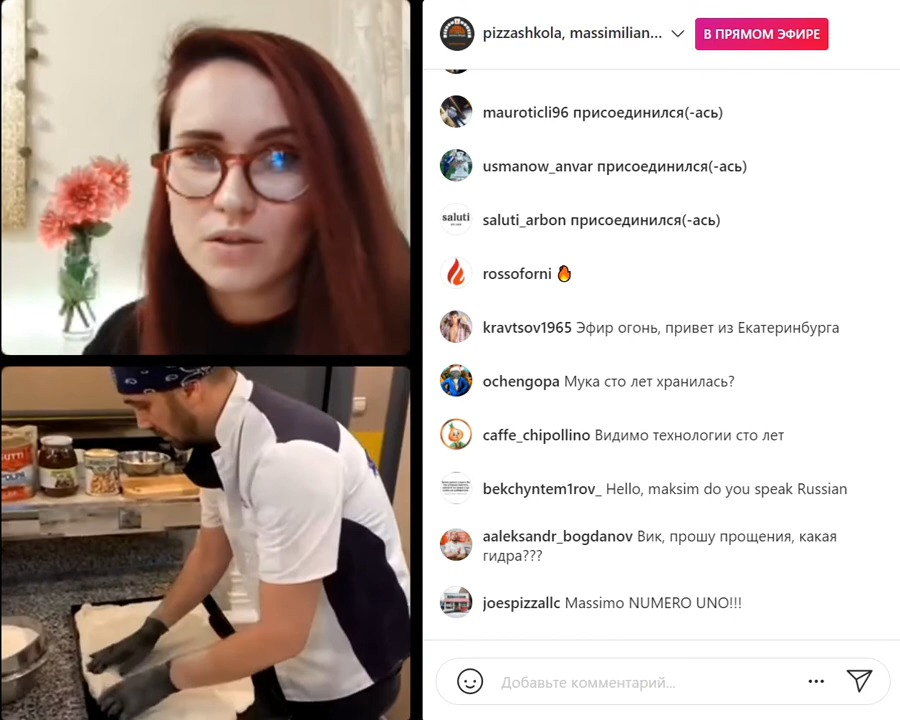 pizzashkola, massimilian...
В ПРЯМОМ ЭФИРЕ
mauroticli96 присоединился(-ась)
usmanow_anvar присоединился(-ась)
saluti
saluti_arbon присоединился(-ась)
rossoforni 🔥
kravtsov1965 Эфир огонь, привет из Екатеринбурга
ochengopa Мука сто лет хранилась?
caffe_chipollino Видимо технологии сто лет
bekchyntem1rov_ Hello, maksim do you speak Russian
aaleksandr_bogdanov Вик, прошу прощения, какая
гидра???
joespizzallc Massimo NUMERO UNO!!!
Добавьте комментарий...